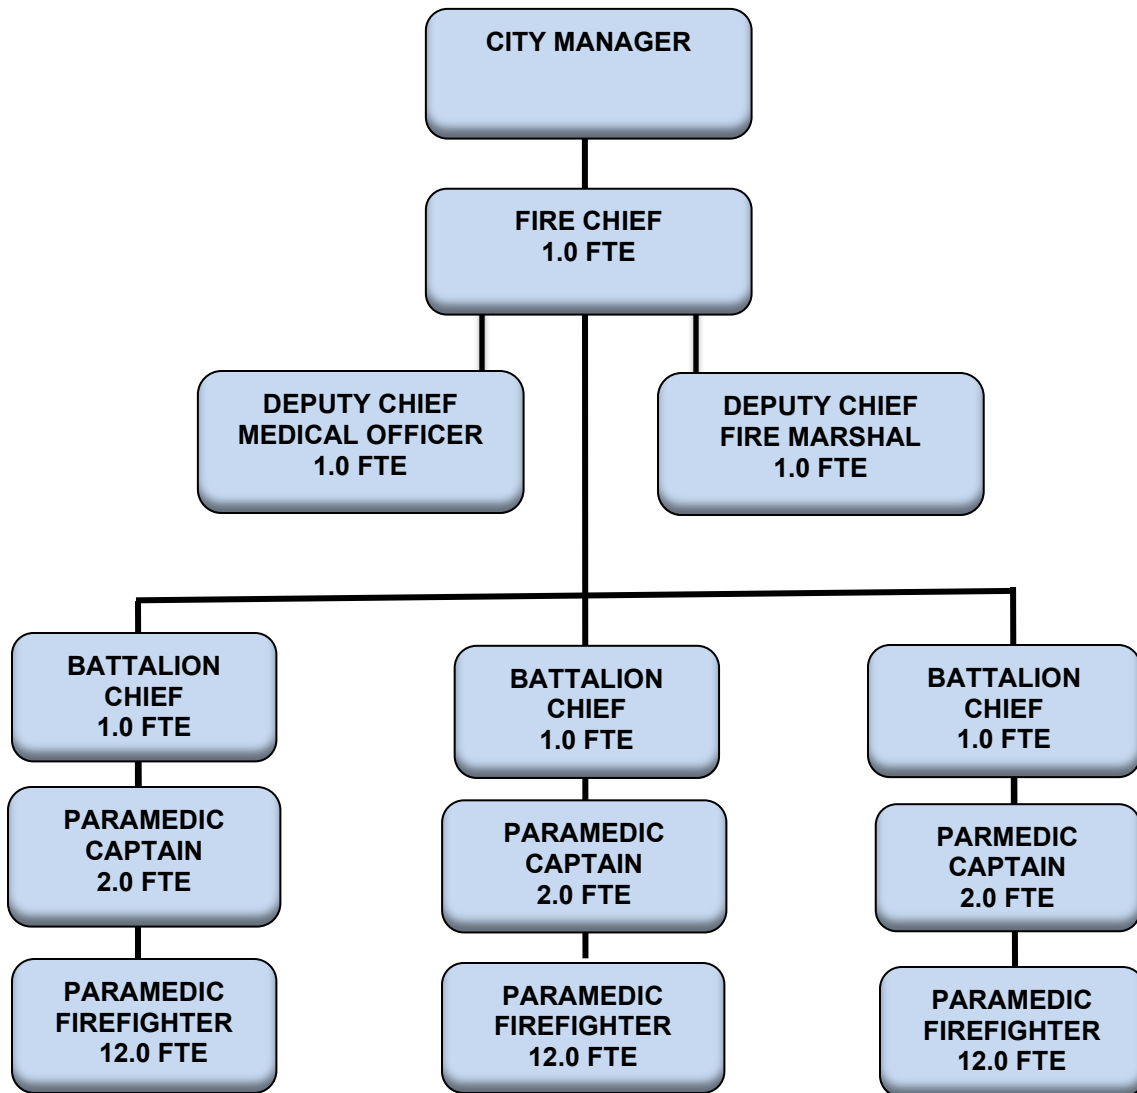 CITY MANAGER
FIRE CHIEF
1.0 FTE
DEPUTY CHIEF
MEDICAL OFFICER
1.0 FTE
DEPUTY CHIEF
FIRE MARSHAL
1.0 FTE
BATTALION
CHIEF
1.0 FTE
BATTALION
CHIEF
1.0 FTE
BATTALION
CHIEF
1.0 FTE
PARAMEDIC
CAPTAIN
2.0 FTE
PARAMEDIC
CAPTAIN
2.0 FTE
PARMEDIC
CAPTAIN
2.0 FTE
PARAMEDIC
FIREFIGHTER
12.0 FTE
PARAMEDIC
FIREFIGHTER
12.0 FTE
PARAMEDIC
FIREFIGHTER
12.0 FTE